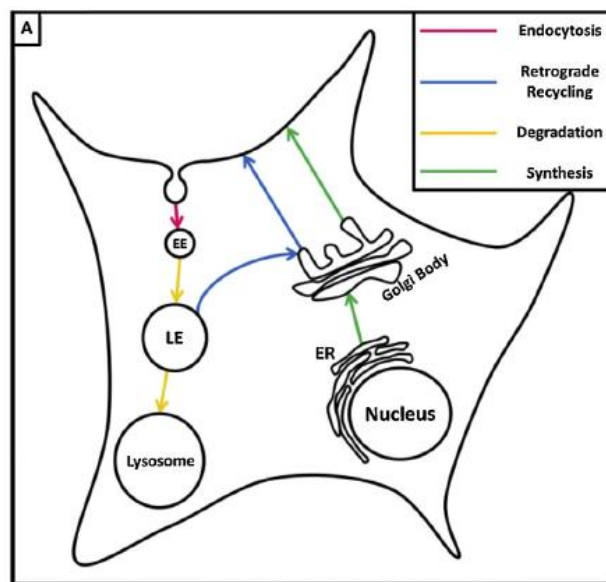 A
Endocytosis
Retrograde
Recycling
Degradation
Synthesis
EE
LE
Lysosome
Golgi Body
ER
Nucleus